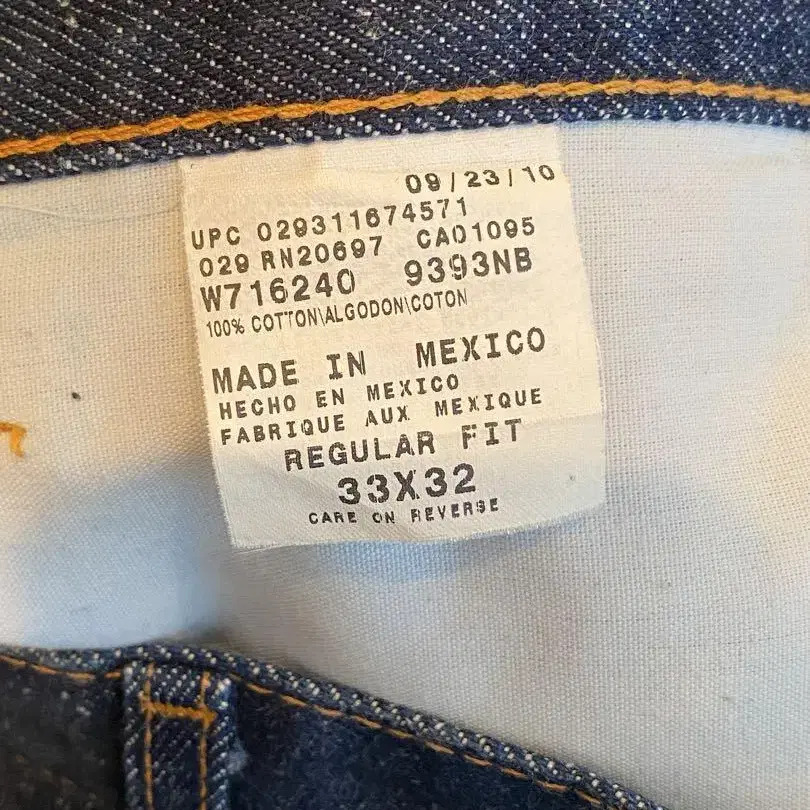 09/23/10
UPC 029311674571
029 RN20697 CA01095
W716240 9393NB
100% COTTON\ALGODON\COTON
MADE IN MEXICO
HECHO EN MEXICO
FABRIQUE AUX MEXIQUE
REGULAR FIT
33X32
CARE ON REVERSE